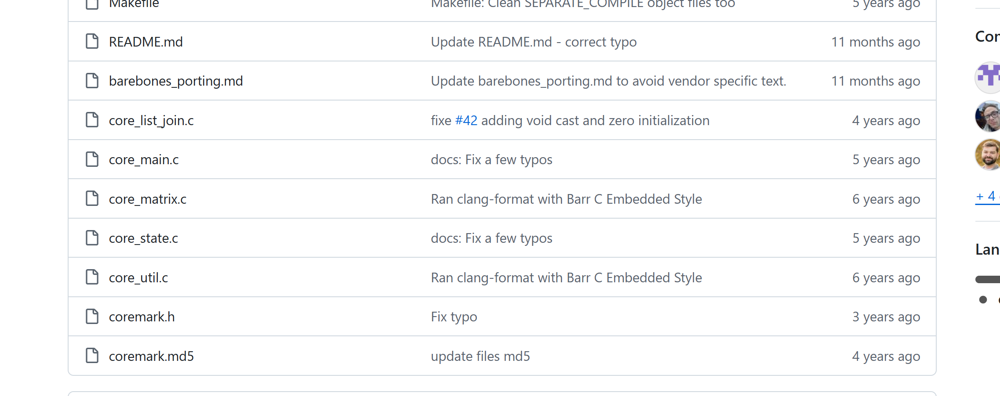 Makefile Makefile: Clean SEPARATE_COMPILE object files too 5 years ago
README.md Update README.md - correct typo 11 months ago
barebones_porting.md Update barebones_porting.md to avoid vendor specific text. 11 months ago
core_list_join.c fixe #42 adding void cast and zero initialization 4 years ago
core_main.c docs: Fix a few typos 5 years ago
core_matrix.c Ran clang-format with Barr C Embedded Style 6 years ago
core_state.c docs: Fix a few typos 5 years ago
core_util.c Ran clang-format with Barr C Embedded Style 6 years ago
coremark.h Fix typo 3 years ago
coremark.md5 update files md5 4 years ago
Con
+ 4
Lan